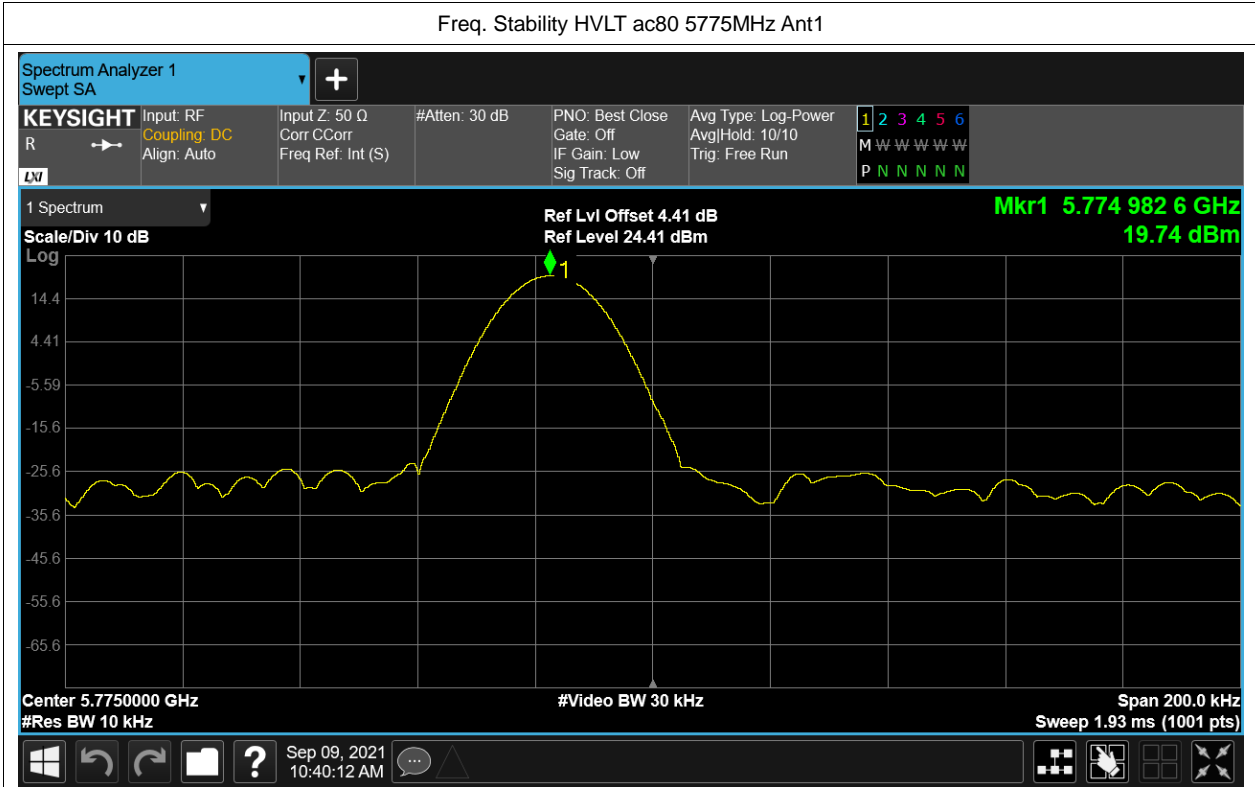 Freq. Stability HVLT ac80 5775MHz Ant1
Spectrum Analyzer 1
Swept SA
KEYSIGHT
R
LXI
Input: RF
Coupling: DC
Align: Auto
Input Z: 50 Ω
Corr CCorr
Freq Ref: Int (S)
#Atten: 30 dB
PNO: Best Close
Gate: Off
IF Gain: Low
Sig Track: Off
Avg Type: Log-Power
Avg|Hold: 10/10
Trig: Free Run
1 2 3 4 5 6
M W W W W W
P N N N N N
1 Spectrum
Scale/Div 10 dB
Log
Ref Lvl Offset 4.41 dB
Ref Level 24.41 dBm
Mkr1 5.774 982 6 GHz
19.74 dBm
1
14.4
4.41
-5.59
-15.6
-25.6
-35.6
-45.6
-55.6
-65.6
Center 5.7750000 GHz
#Res BW 10 kHz
#Video BW 30 kHz
Span 200.0 kHz
Sweep 1.93 ms (1001 pts)
?
Sep 09, 2021
10:40:12 AM